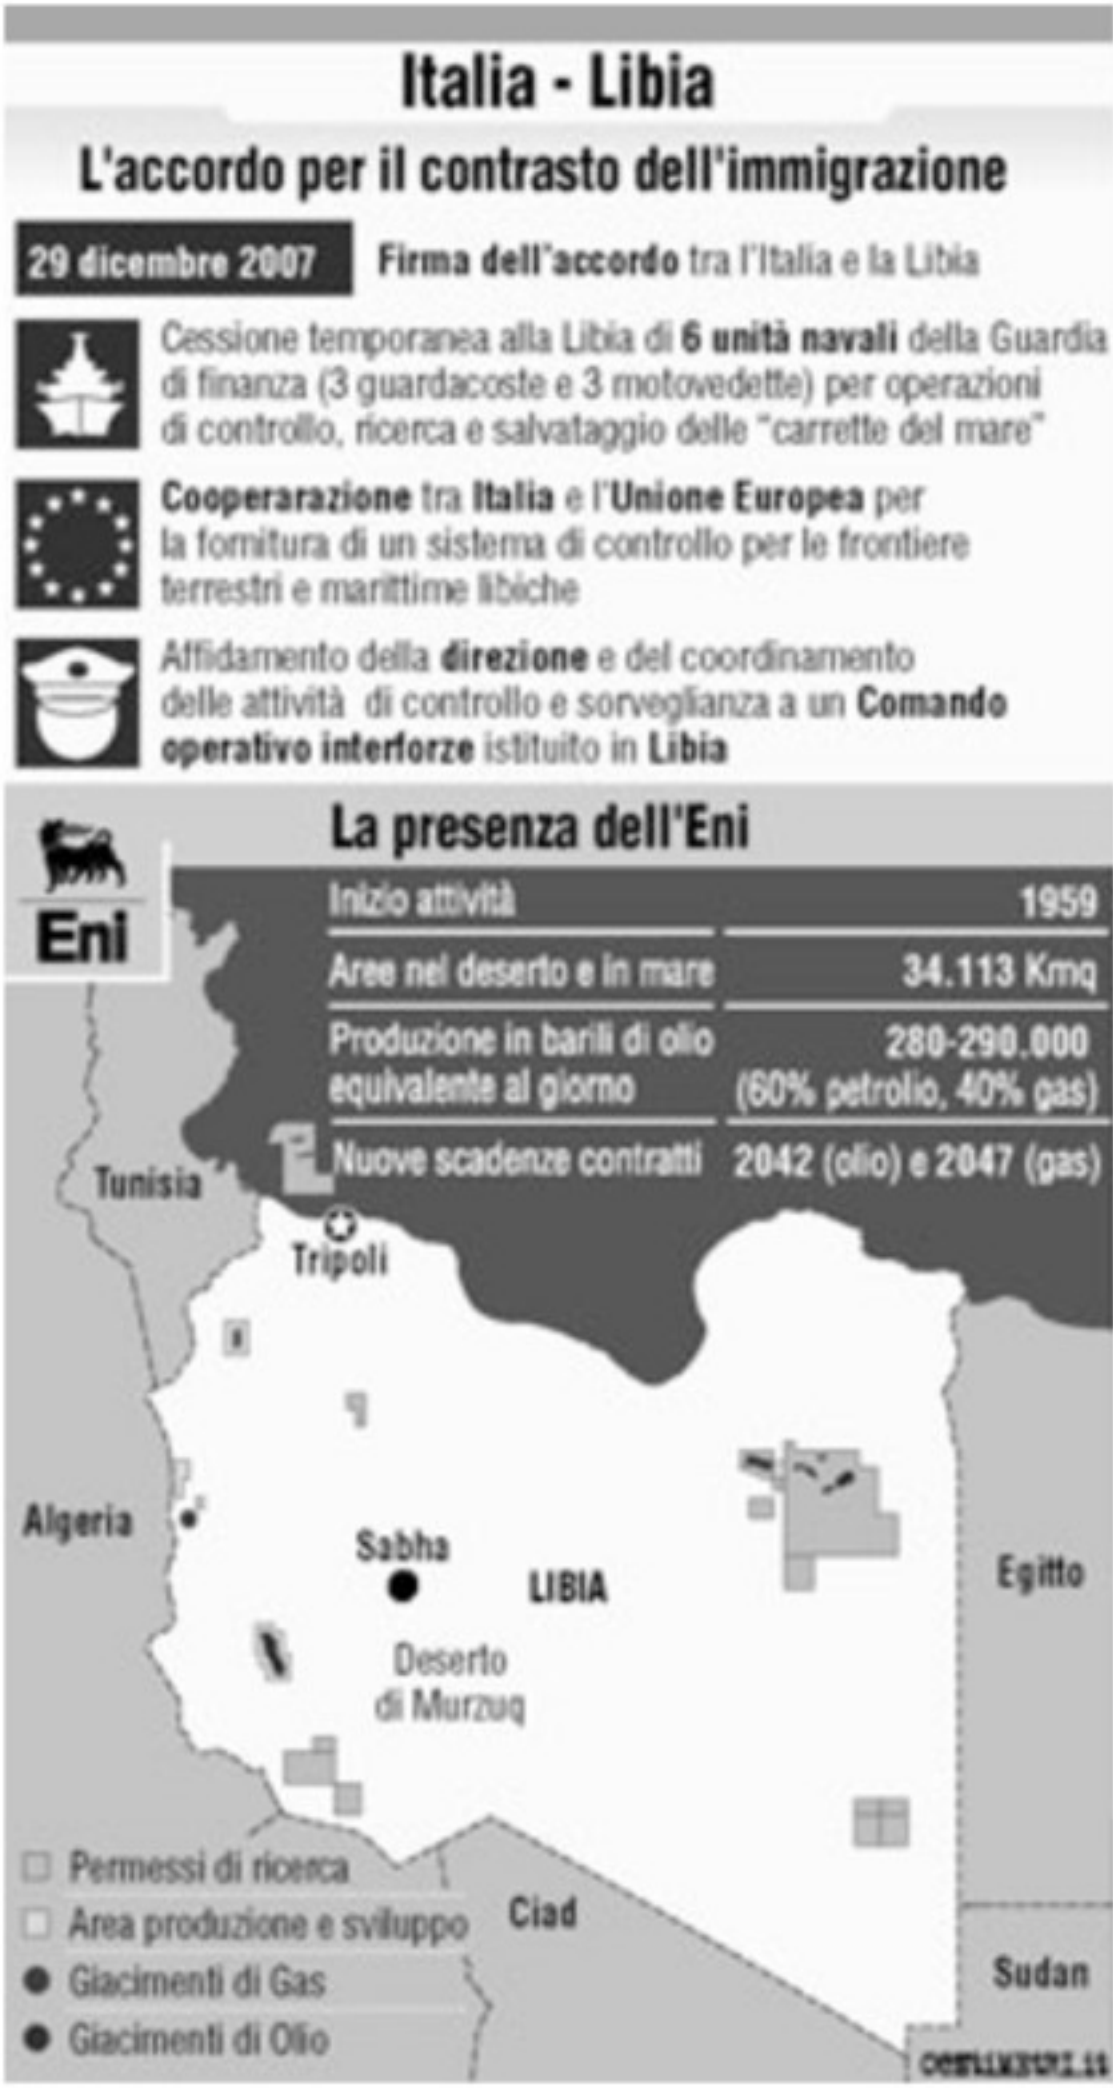 Italia - Libia
L'accordo per il contrasto dell'immigrazione
29 dicembre 2007
Firma dell'accordo tra l'Italia e la Libia
Cessione temporanea alla Libia di 6 unità navali della Guardia
di finanza (3 guardacoste e 3 motovedette) per operazioni
di controllo, ricerca e salvataggio delle "carrette del mare"
Cooperarazione tra Italia e l'Unione Europea per
la fornitura di un sistema di controllo per le frontiere
terrestri e marittime libiche
Affidamento della direzione e del coordinamento
delle attività di controllo e sorveglianza a un Comando
operativo interforze istituito in Libia
Eni
La presenza dell'Eni
Inizio attività 1959
Aree nel deserto e in mare 34.113 Kmq
Produzione in barili di olio 280-290.000
equivalente al giorno (60% petrolio, 40% gas)
Nuove scadenze contratti 2042 (olio) e 2047 (gas)
Tunisia
Tripoli
Algeria
Sabha
LIBIA
Egitto
Deserto
di Murzuq
Permessi di ricerca
Area produzione e sviluppo
Ciad
Giacimenti di Gas
Sudan
Giacimenti di Olio